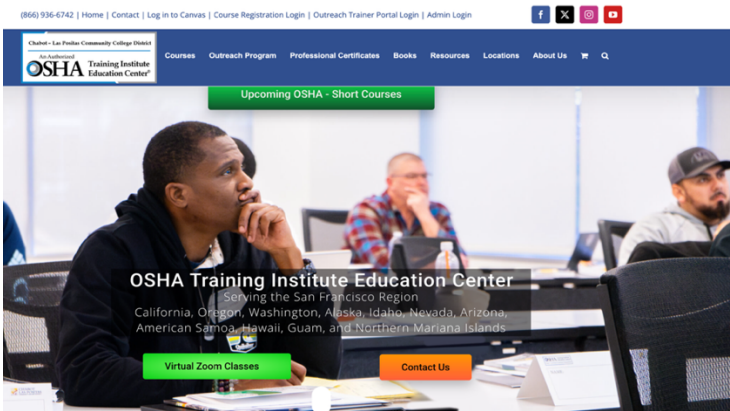 (866) 936-6742 | Home | Contact | Log in to Canvas | Course Registration Login | Outreach Trainer Portal Login | Admin Login
Chabot - Las Positas Community College District
An Authorized
OSHA Training Institute
Education Center®
Courses Outreach Program Professional Certificates Books Resources Locations About Us
Upcoming OSHA - Short Courses
OSHA Training Institute Education Center
Serving the San Francisco Region
California, Oregon, Washington, Alaska, Idaho, Nevada, Arizona,
American Samoa, Hawaii, Guam, and Northern Mariana Islands
Virtual Zoom Classes
Contact Us